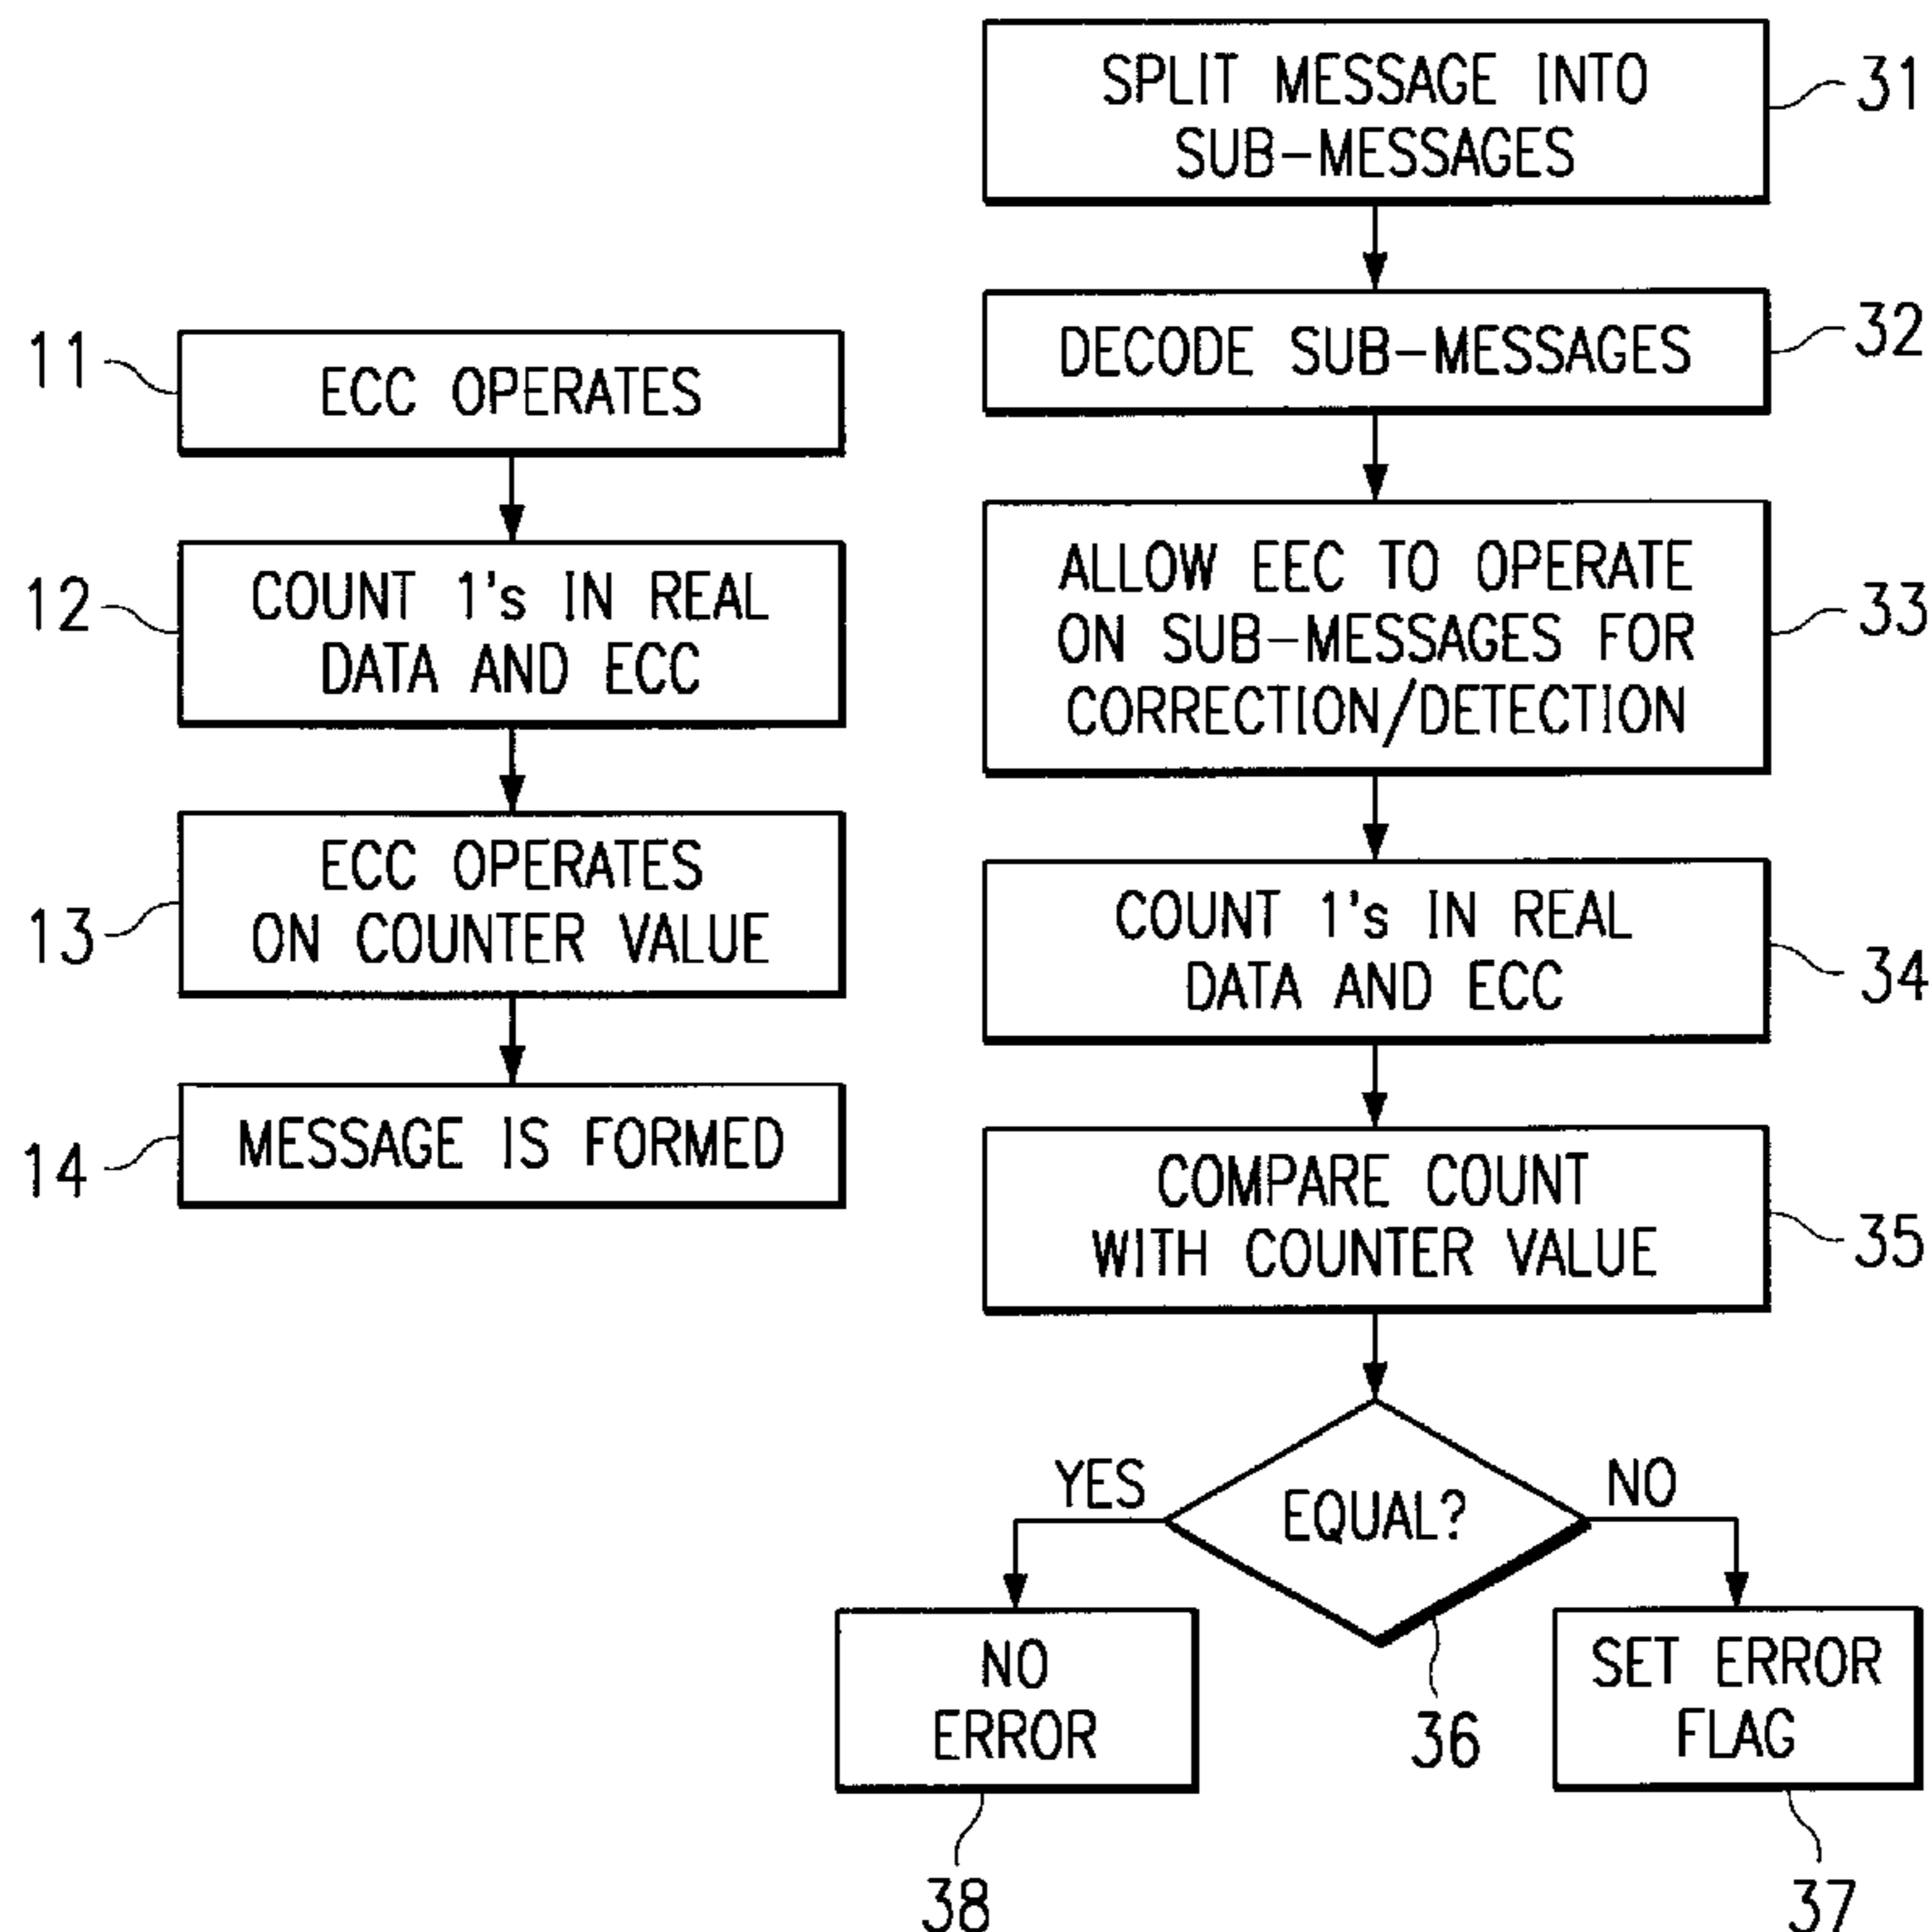 11
ECC OPERATES
12
COUNT 1's IN REAL
DATA AND ECC
13
ECC OPERATES
ON COUNTER VALUE
14
MESSAGE IS FORMED
SPLIT MESSAGE INTO
SUB-MESSAGES
31
DECODE SUB-MESSAGES
32
ALLOW EEC TO OPERATE
ON SUB-MESSAGES FOR
CORRECTION/DETECTION
33
COUNT 1's IN REAL
DATA AND ECC
34
COMPARE COUNT
WITH COUNTER VALUE
35
YES
EQUAL?
NO
36
NO
ERROR
38
SET ERROR
FLAG
37